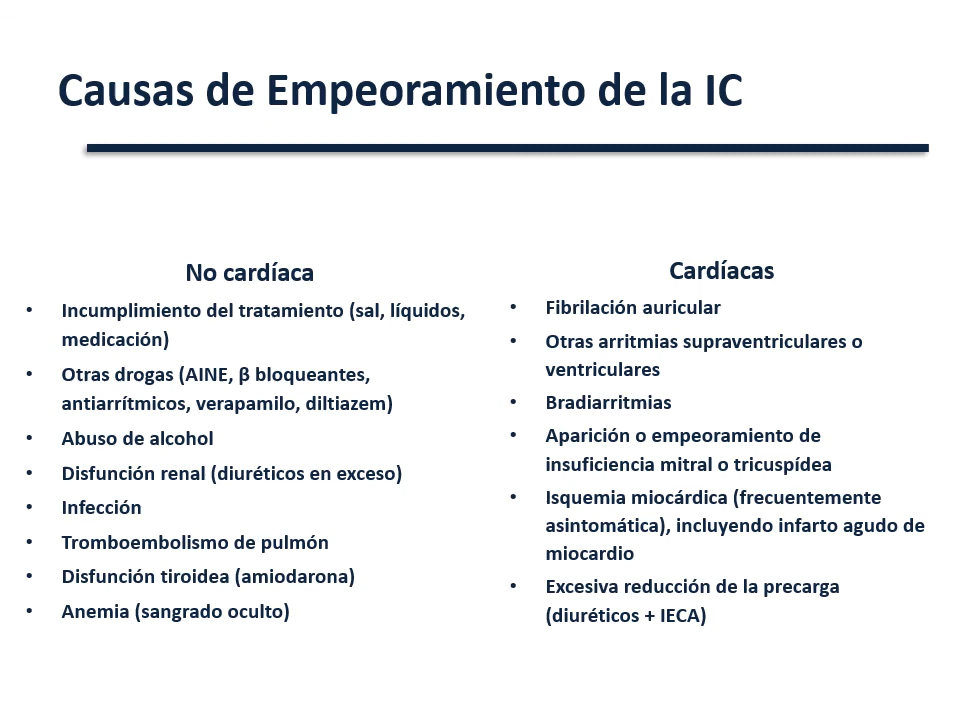 Causas de Empeoramiento de la IC
No cardíaca
• Incumplimiento del tratamiento (sal, líquidos,
medicación)
• Otras drogas (AINE, β bloqueantes,
antiarrítmicos, verapamilo, diltiazem)
• Abuso de alcohol
• Disfunción renal (diuréticos en exceso)
• Infección
• Tromboembolismo de pulmón
• Disfunción tiroidea (amiodarona)
• Anemia (sangrado oculto)
Cardíacas
• Fibrilación auricular
• Otras arritmias supraventriculares o
ventriculares
• Bradiarritmias
• Aparición o empeoramiento de
insuficiencia mitral o tricuspídea
• Isquemia miocárdica (frecuentemente
asintomática), incluyendo infarto agudo de
miocardio
• Excesiva reducción de la precarga
(diuréticos + IECA)